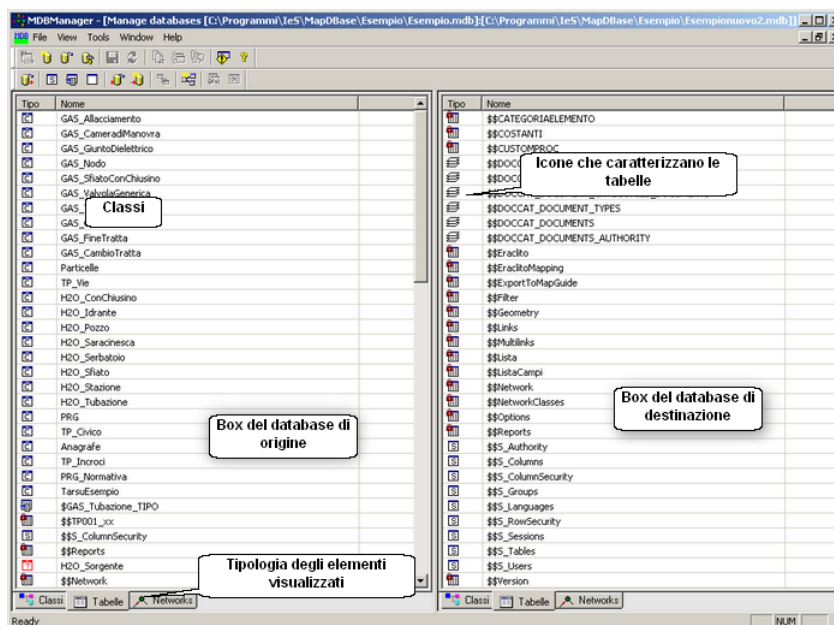 MDBManager - [Manage databases [C:\Programmi\IeS\MapDBase\Esempio\Esempio.mdb]:[C:\Programmi\IeS\MapDBase\Esempio\Esempionuovo2.mdb]]
MDB File View Tools Window Help
Tipo Nome
GAS_Allacciamento
GAS_CameradiManovra
GAS_GiuntoDielettrico
GAS_Nodo
GAS_SfiatoConChiusino
GAS_ValvolaGenerica
GAS_
Classi
GAS_FineTratta
GAS_CambioTratta
Particelle
TP_Vie
H2O_ConChiusino
H2O_Idrante
H2O_Pozzo
H2O_Saracinesca
H2O_Serbatoio
H2O_Sfiato
H2O_Stazione
H2O_Tubazione
PRG
TP_Civico
Anagrafe
TP_Incroci
PRG_Normativa
TarsuEsempio
$GAS_Tubazione_TIPO
$$TP001_xx
$$S_ColumnSecurity
$$Reports
H2O_Sorgente
$$Network
Box del database di
origine
Tipologia degli elementi
visualizzati
Classi Tabelle Networks
Tipo Nome
$$CATEGORIAELEMENTO
$$COSTANTI
$$CUSTOMPROC
$$DOCC
$$DOCC
$$DOCCAT_DOCUMENT_TYPES
$$DOCCAT_DOCUMENTS
$$DOCCAT_DOCUMENTS_AUTHORITY
$$Eraclito
$$EraclitoMapping
$$ExportToMapGuide
$$Filter
$$Geometry
$$Links
$$Multilinks
$$Lista
$$ListaCampi
$$Network
$$NetworkClasses
$$Options
$$Reports
$$S_Authority
$$S_Columns
$$S_ColumnSecurity
$$S_Groups
$$S_Languages
$$S_RowSecurity
$$S_Sessions
$$S_Tables
$$S_Users
$$Version
Icone che caratterizzano le
tabelle
Box del database di
destinazione
Classi Tabelle Networks
Ready NUM